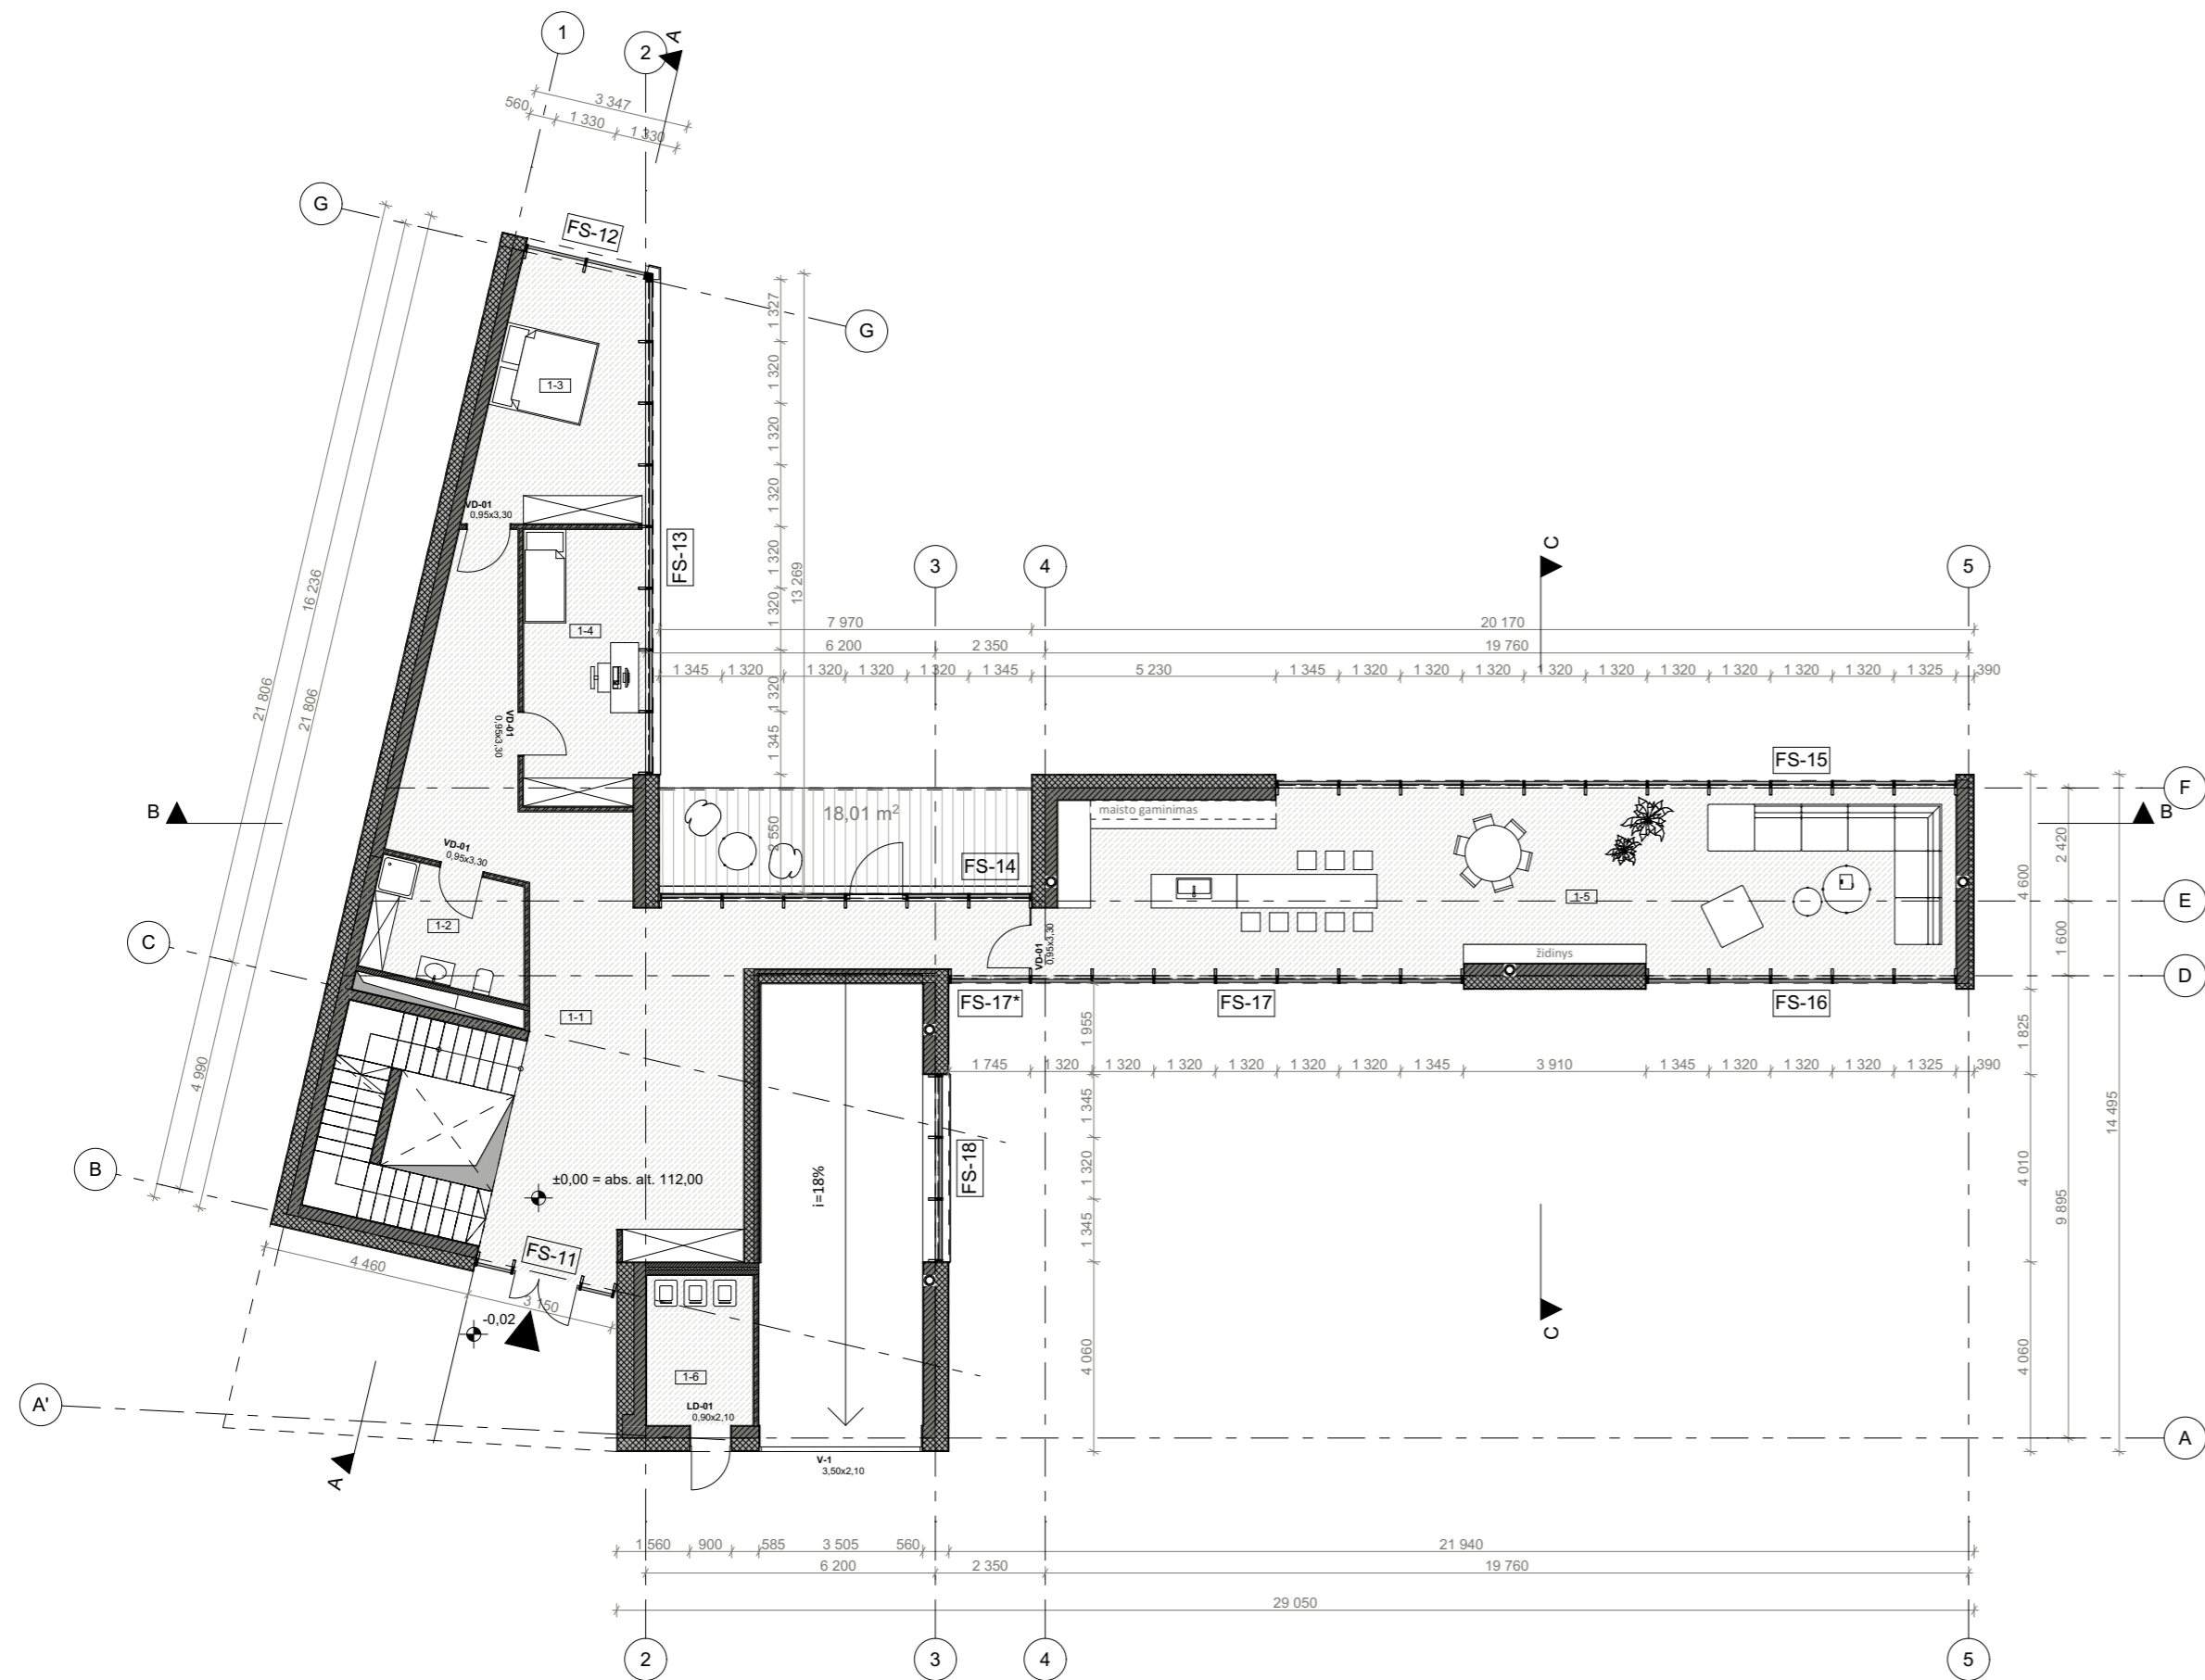 1
2
A
3 347
560
1 330
1 330
G
FS-12
G
1 327
1 320
1 320
1 320
1 320
1 320
1 320
1 345
13 269
1-3
VD-01
0,95x3,30
FS-13
1-4
VD-01
0,95x3,30
16 236
21 806
21 806
4 990
3
4
C
5
7 970
20 170
6 200
2 350
19 760
1 345
1 320
1 320
1 320
1 320
1 345
5 230
1 345
1 320
1 320
1 320
1 320
1 320
1 320
1 320
1 320
1 320
1 325
390
FS-15
F
B
B
18,01 m²
2 550
maisto gaminimas
FS-14
VD-01
0,95x3,30
1-2
C
1-5
E
4 600
2 420
1 600
VD-01
0,95x3,30
židinys
D
FS-17*
FS-17
FS-16
1-1
1 955
1 825
1 745
1 320
1 320
1 320
1 320
1 320
1 320
1 345
3 910
1 345
1 320
1 320
1 320
1 325
390
1 345
1 320
1 345
4 060
14 495
4 010
9 895
4 060
B
FS-18
i=18%
±0,00 = abs. alt. 112,00
FS-11
4 460
3 150
-0,02
C
1-6
LD-01
0,90x2,10
A'
A
A
V-1
3,50x2,10
1 560
900
585
3 505
560
21 940
6 200
2 350
19 760
29 050
2
3
4
5